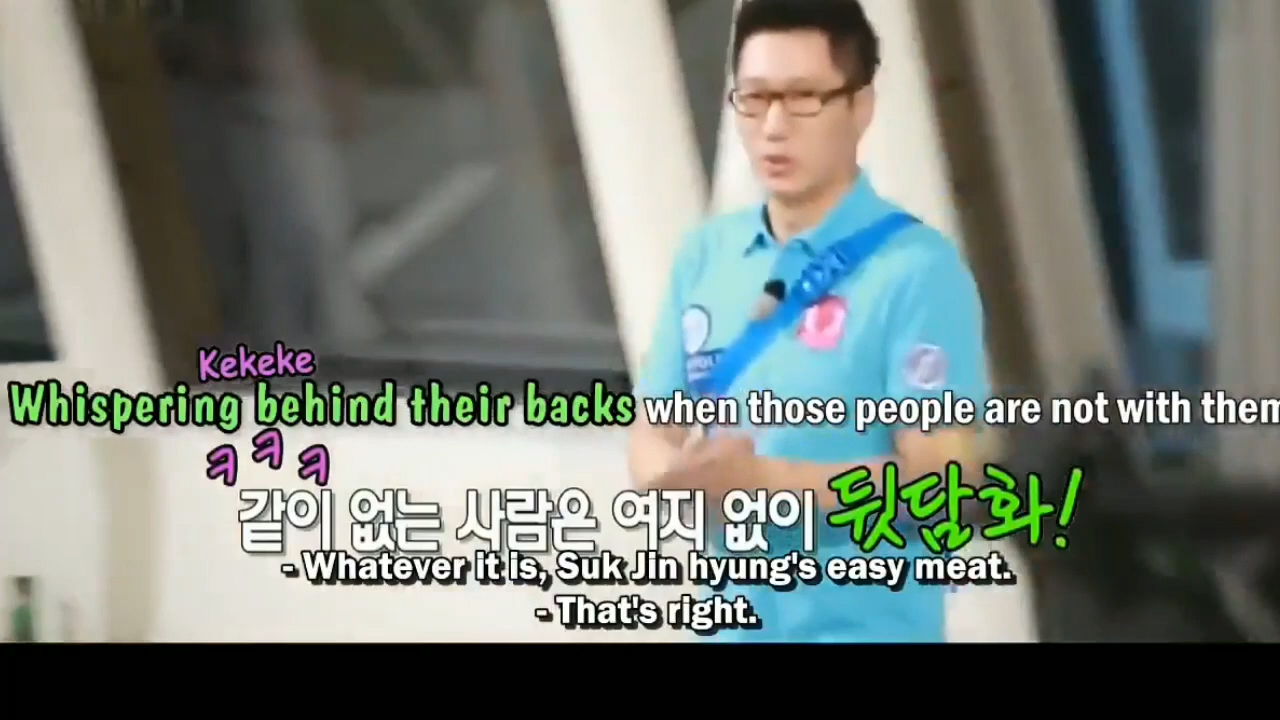 Kekeke
Whispering behind their backs when those people are not with them
ㅋㅋㅋ
같이 없는 사람은 여지 없이 뒷담화!
- Whatever it is, Suk Jin hyung's easy meat.
- That's right.